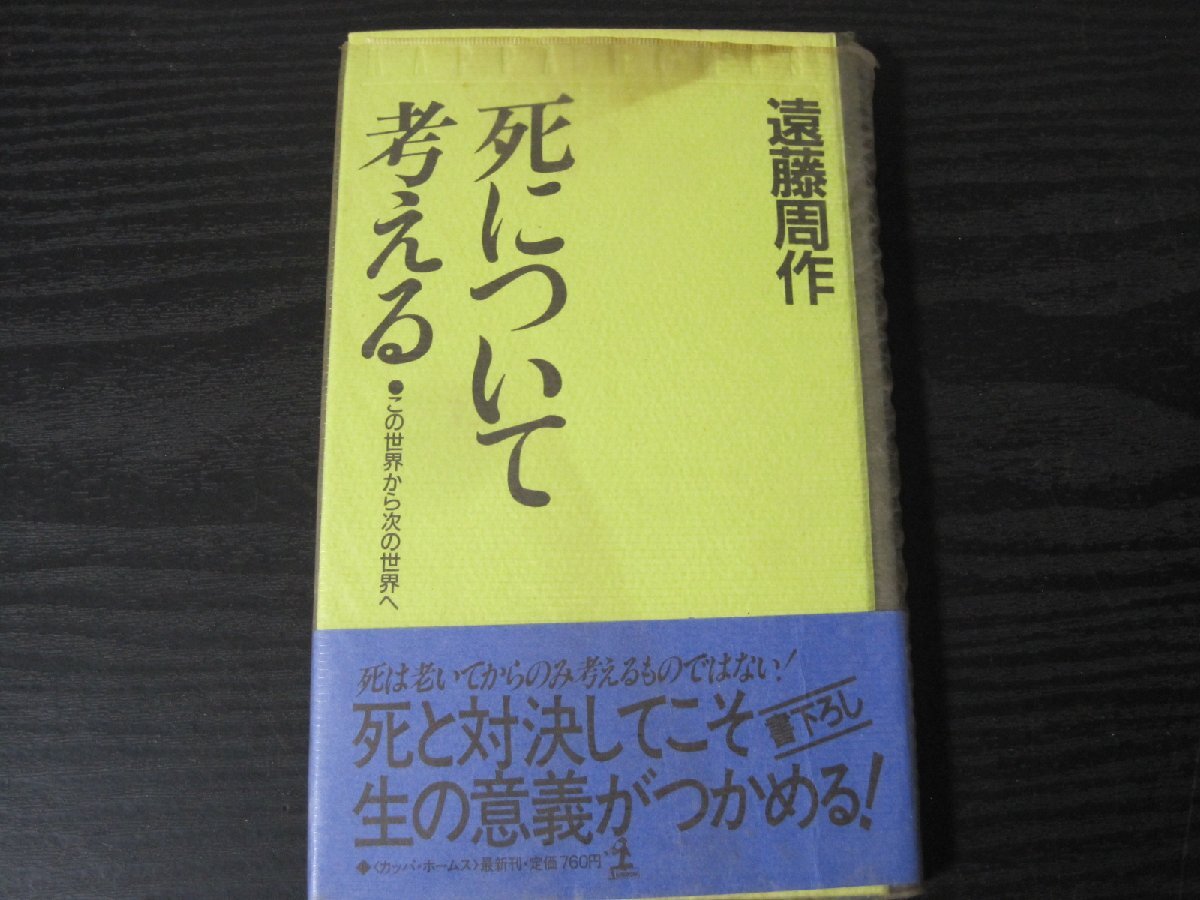 遠藤周作
死について
考える
●この世界から次の世界へ
死は老いてからのみ考えるものではない!
死と対決してこそ
書下ろし
生の意義がつかめる!
〈カッパ・ホームス〉最新刊・定価760円